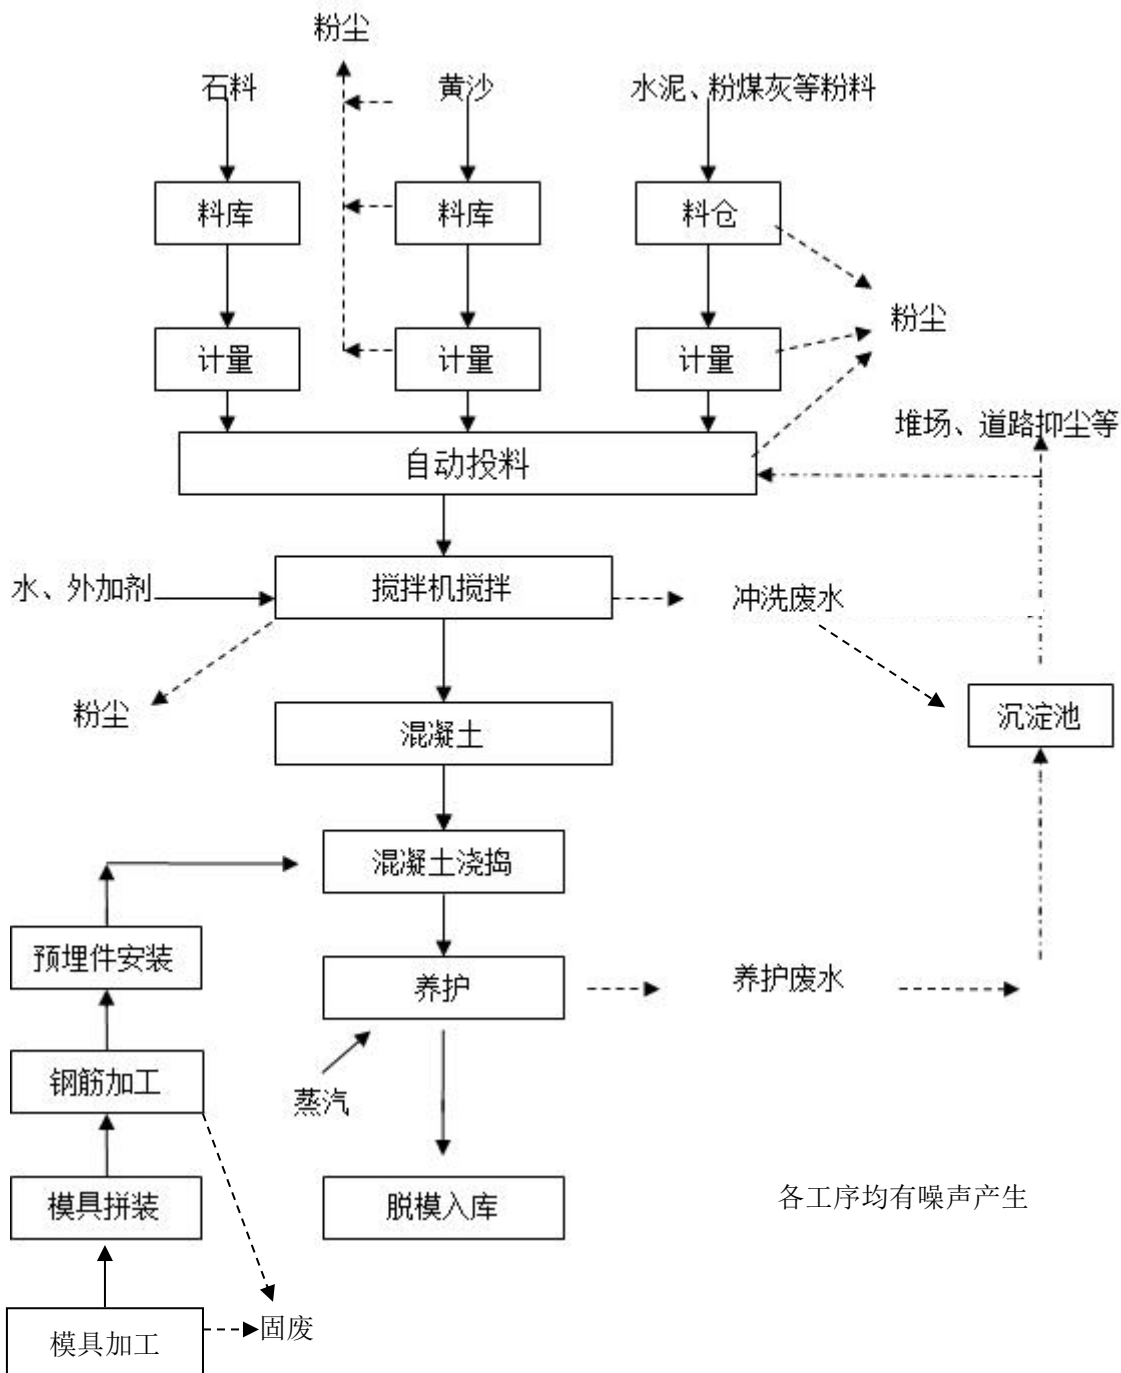 粉尘
石料
黄沙
水泥、粉煤灰等粉料
料库
料库
料仓
粉尘
计量
计量
计量
堆场、道路抑尘等
自动投料
水、外加剂
搅拌机搅拌
冲洗废水
粉尘
混凝土
沉淀池
混凝土浇捣
预埋件安装
养护
养护废水
钢筋加工
蒸汽
模具拼装
脱模入库
各工序均有噪声产生
模具加工
固废